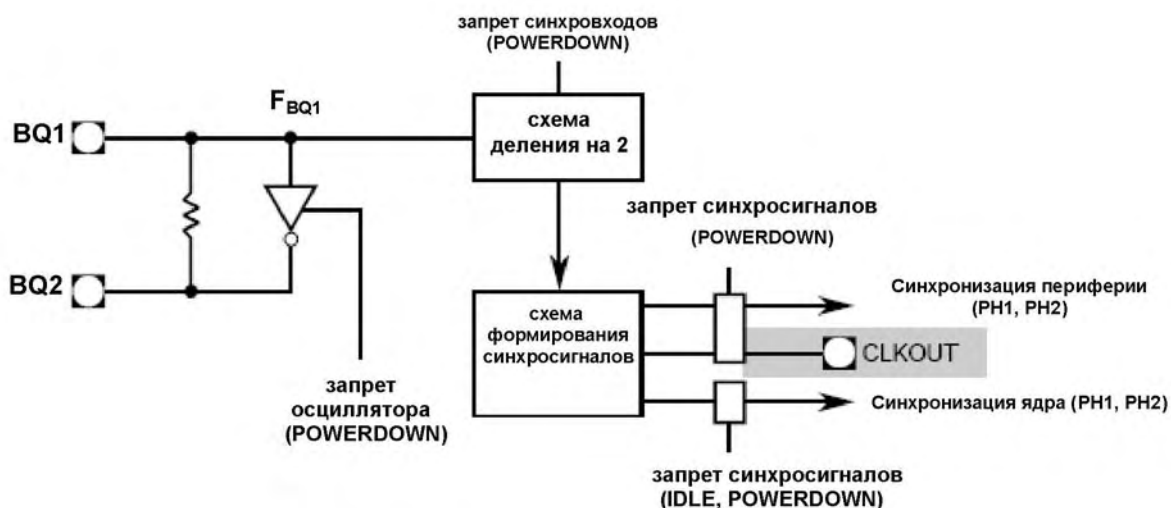 запрет синхровходов
(POWERDOWN)
FBQ1
BQ1
схема
деления на 2
запрет синхросигналов
(POWERDOWN)
BQ2
схема
формирования
синхросигналов
Синхронизация периферии
(PH1, PH2)
CLKOUT
запрет
осциллятора
(POWERDOWN)
Синхронизация ядра (PH1, PH2)
запрет синхросигналов
(IDLE, POWERDOWN)